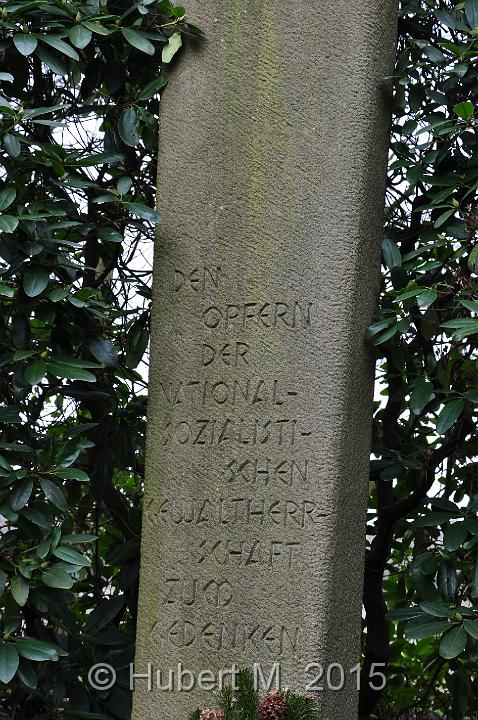 DEN
OPFERN
DER
NATIONAL-
SOZIALISTI-
SCHEN
GEWALTHERR-
SCHAFT
ZUM
GEDENKEN
© Hubert M. 2015